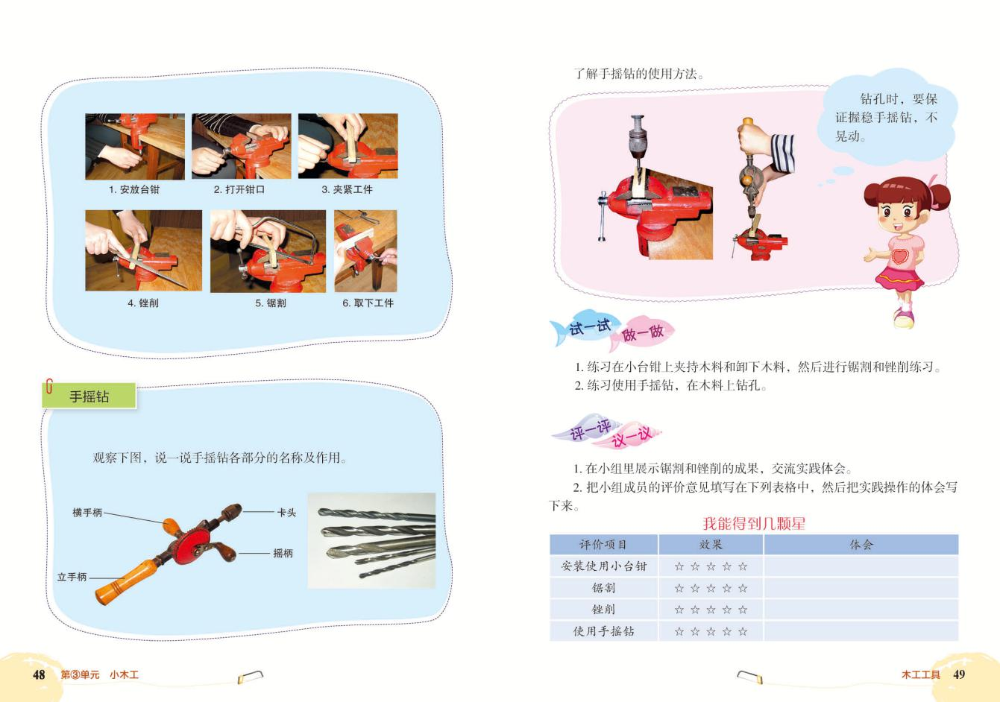 1. 安放台钳
2. 打开钳口
3. 夹紧工件
4. 锉削
5. 锯割
6. 取下工件
手摇钻
观察下图，说一说手摇钻各部分的名称及作用。
横手柄
卡头
摇柄
立手柄
48 第③单元 小木工
了解手摇钻的使用方法。
钻孔时，要保
证握稳手摇钻，不
晃动。
试一试 做一做
1. 练习在小台钳上夹持木料和卸下木料，然后进行锯割和锉削练习。
2. 练习使用手摇钻，在木料上钻孔。
评一评 议一议
1. 在小组里展示锯割和锉削的成果，交流实践体会。
2. 把小组成员的评价意见填写在下列表格中，然后把实践操作的体会写
下来。
我能得到几颗星
评价项目 效果 体会
安装使用小台钳 ☆ ☆ ☆ ☆ ☆
锯割 ☆ ☆ ☆ ☆ ☆
锉削 ☆ ☆ ☆ ☆ ☆
使用手摇钻 ☆ ☆ ☆ ☆ ☆
木工工具 49